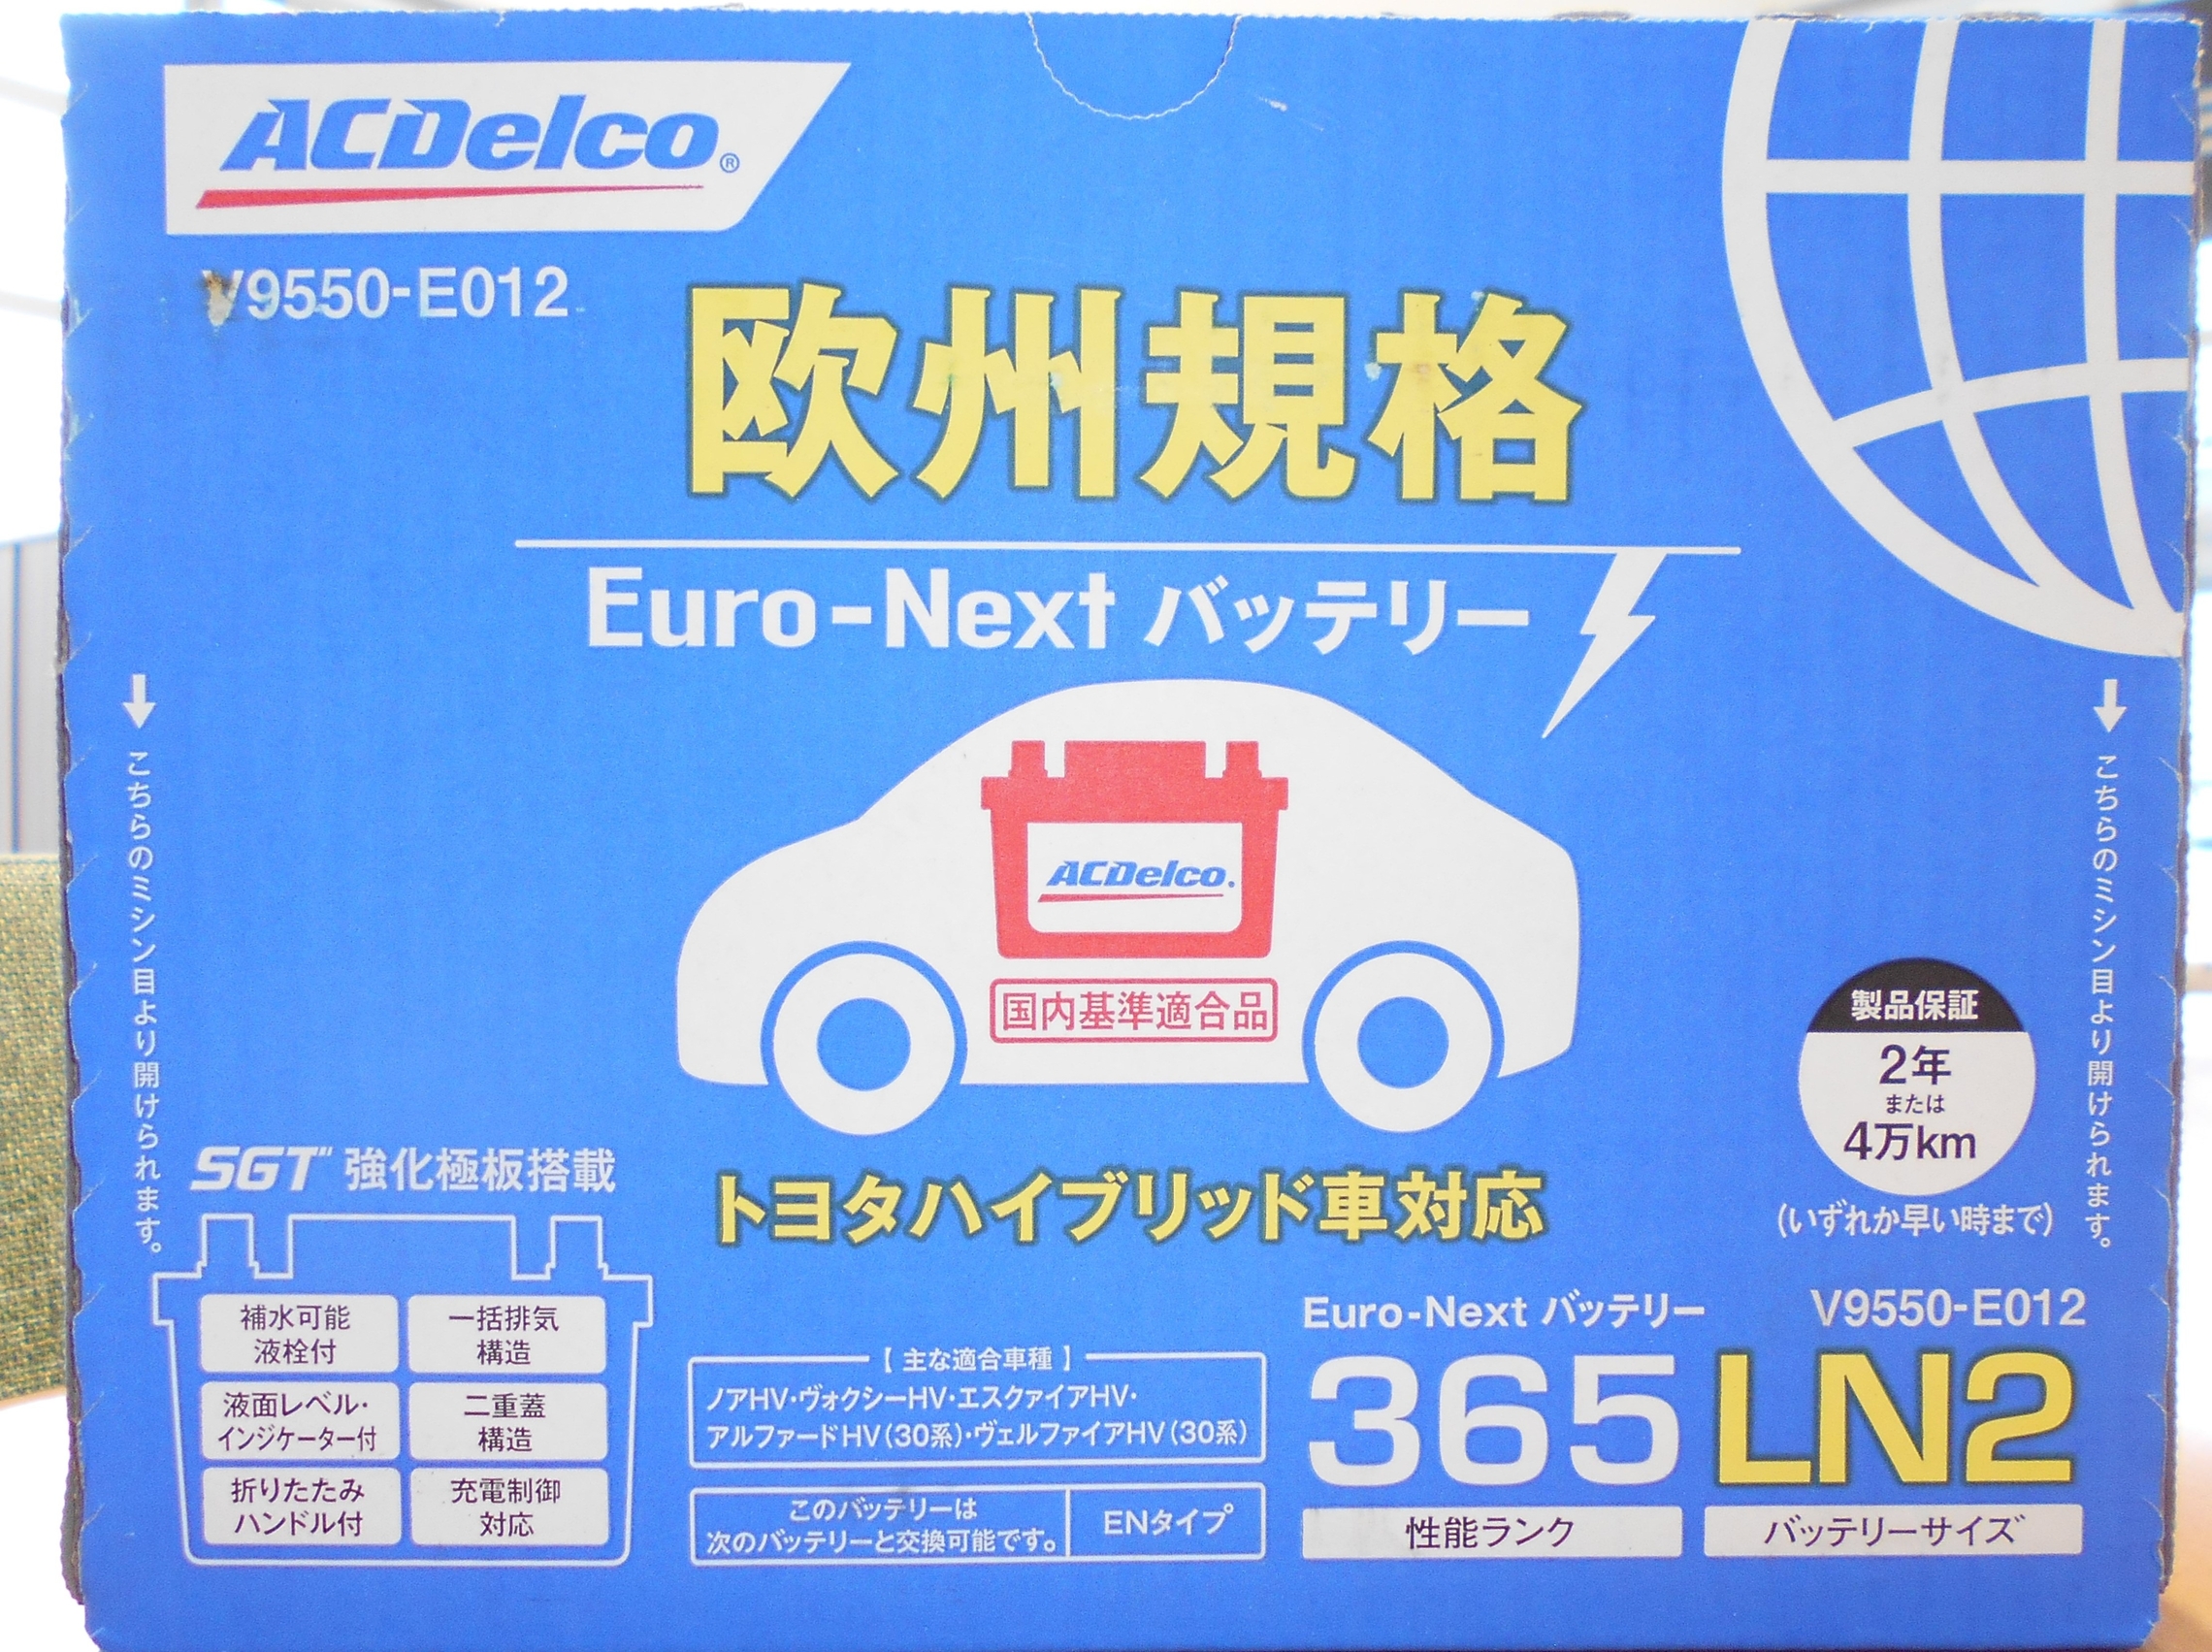 ACDelco®
V9550-E012
欧州規格
Euro-Next バッテリー
こちらのミシン目より開けられます。
こちらのミシン目より開けられます。
ACDelco.
国内基準適合品
製品保証
2年
または
4万km
(いずれか早い時まで)
SGT 強化極板搭載
トヨタハイブリッド車対応
補水可能
液栓付
一括排気
構造
液面レベル・
インジケーター付
二重蓋
構造
折りたたみ
ハンドル付
充電制御
対応
【 主な適合車種 】
ノアHV・ヴォクシーHV・エスクァイアHV・
アルファードHV(30系)・ヴェルファイアHV(30系)
このバッテリーは
次のバッテリーと交換可能です。
ENタイプ
Euro-Next バッテリー V9550-E012
365 LN2
性能ランク バッテリーサイズ